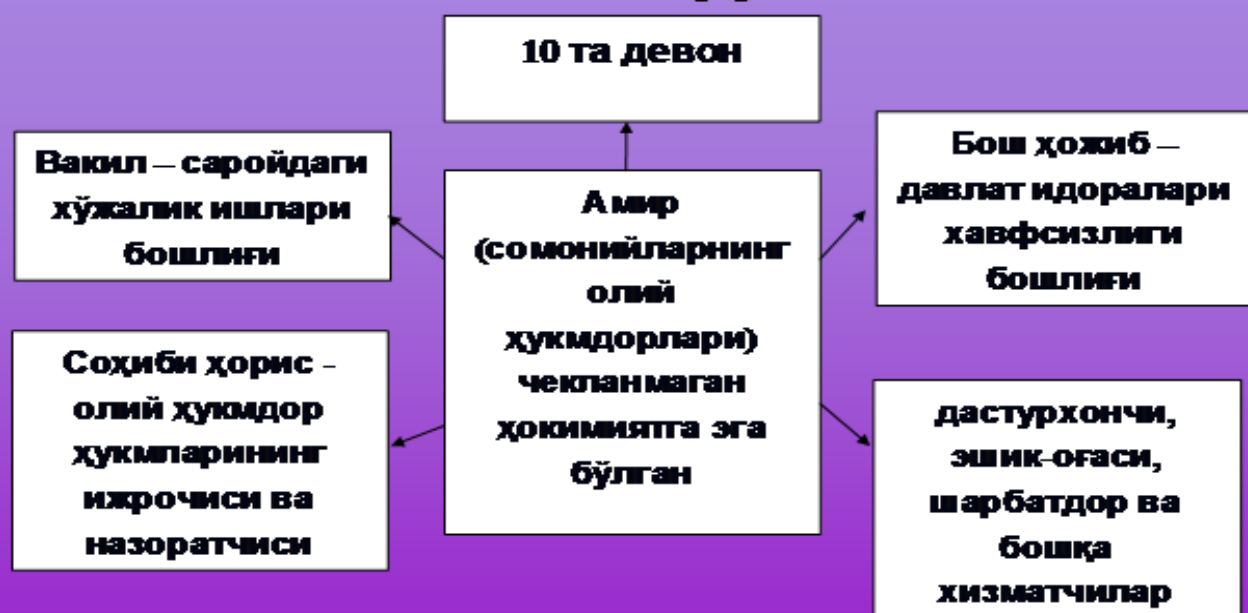 10 та девон
Вакил – саройдаги
хўжалик ишлари
бошлиғи
Амир
(сомонийларнинг
олий
ҳукмдорлари)
чекланмаган
ҳокимиятга эга
бўлган
Бош ҳожиб –
давлат идоралари
хавфсизлиги
бошлиғи
Соҳиби ҳорис -
олий ҳукмдор
ҳукмларининг
ижрочиси ва
назоратчиси
дастурхончи,
эшик-оғаси,
шарбатдор ва
бошқа
хизматчилар